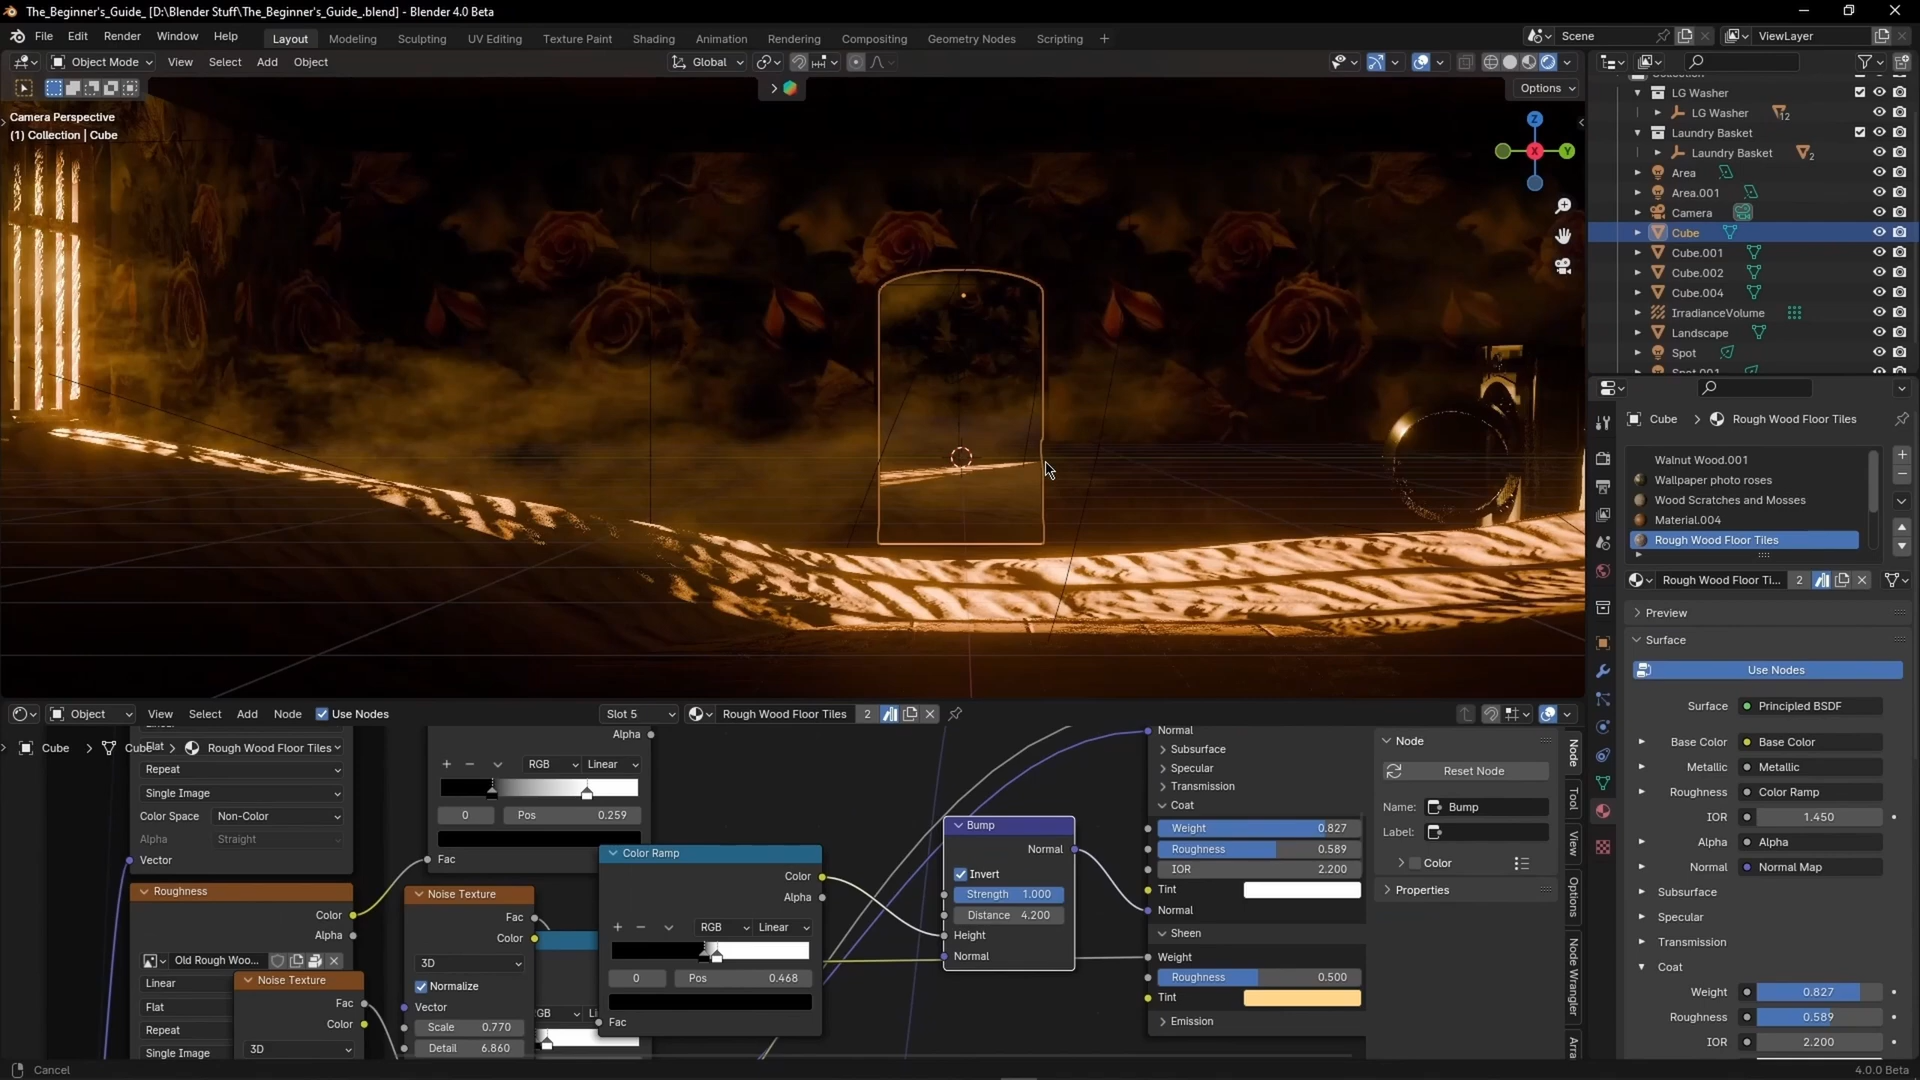 The_Beginner's_Guide_ [D:\Blender Stuff\The_Beginner's_Guide_.blend] - Blender 4.0 Beta
File Edit Render Window Help Layout Modeling Sculpting UV Editing Texture Paint Shading Animation Rendering Compositing Geometry Nodes Scripting + Scene ViewLayer
Object Mode View Select Add Object Global
Options
Camera Perspective
(1) Collection | Cube
Z
X
Y
LG Washer
LG Washer 12
Laundry Basket
Laundry Basket 2
Area
Area.001
Camera
Cube
Cube.001
Cube.002
Cube.004
IrradianceVolume
Landscape
Spot
Cube Rough Wood Floor Tiles
Walnut Wood.001
Wallpaper photo roses
Wood Scratches and Mosses
Material.004
Rough Wood Floor Tiles
Rough Wood Floor Ti... 2
Preview
Surface
Use Nodes
Surface Principled BSDF
Base Color Base Color
Metallic Metallic
Roughness Color Ramp
IOR 1.450
Alpha Alpha
Normal Normal Map
Subsurface
Specular
Transmission
Coat
Weight 0.827
Roughness 0.589
IOR 2.200
Object View Select Add Node Use Nodes Slot 5 Rough Wood Floor Tiles 2
Cube Cube Rough Wood Floor Tiles
Flat
Repeat
Single Image
Color Space Non-Color
Alpha Straight
Vector
Roughness
Color
Alpha
Old Rough Woo...
Linear
Flat
Repeat
Single Image
Noise Texture
Fac
Color
3D
Alpha
RGB Linear
0 Pos 0.259
Fac
Noise Texture
Fac
Color
3D
Normalize
Vector
Scale 0.770
Detail 6.860
Color Ramp
Color
Alpha
RGB Linear
0 Pos 0.468
Fac
Bump
Normal
Invert
Strength 1.000
Distance 4.200
Height
Normal
Normal
Subsurface
Specular
Transmission
Coat
Weight 0.827
Roughness 0.589
IOR 2.200
Tint
Normal
Sheen
Weight
Roughness 0.500
Tint
Emission
Node
Reset Node
Name: Bump
Label:
Color
Properties
Node
Tool
View
Options
Node Wrangler
Arra
Cancel
4.0.0 Beta